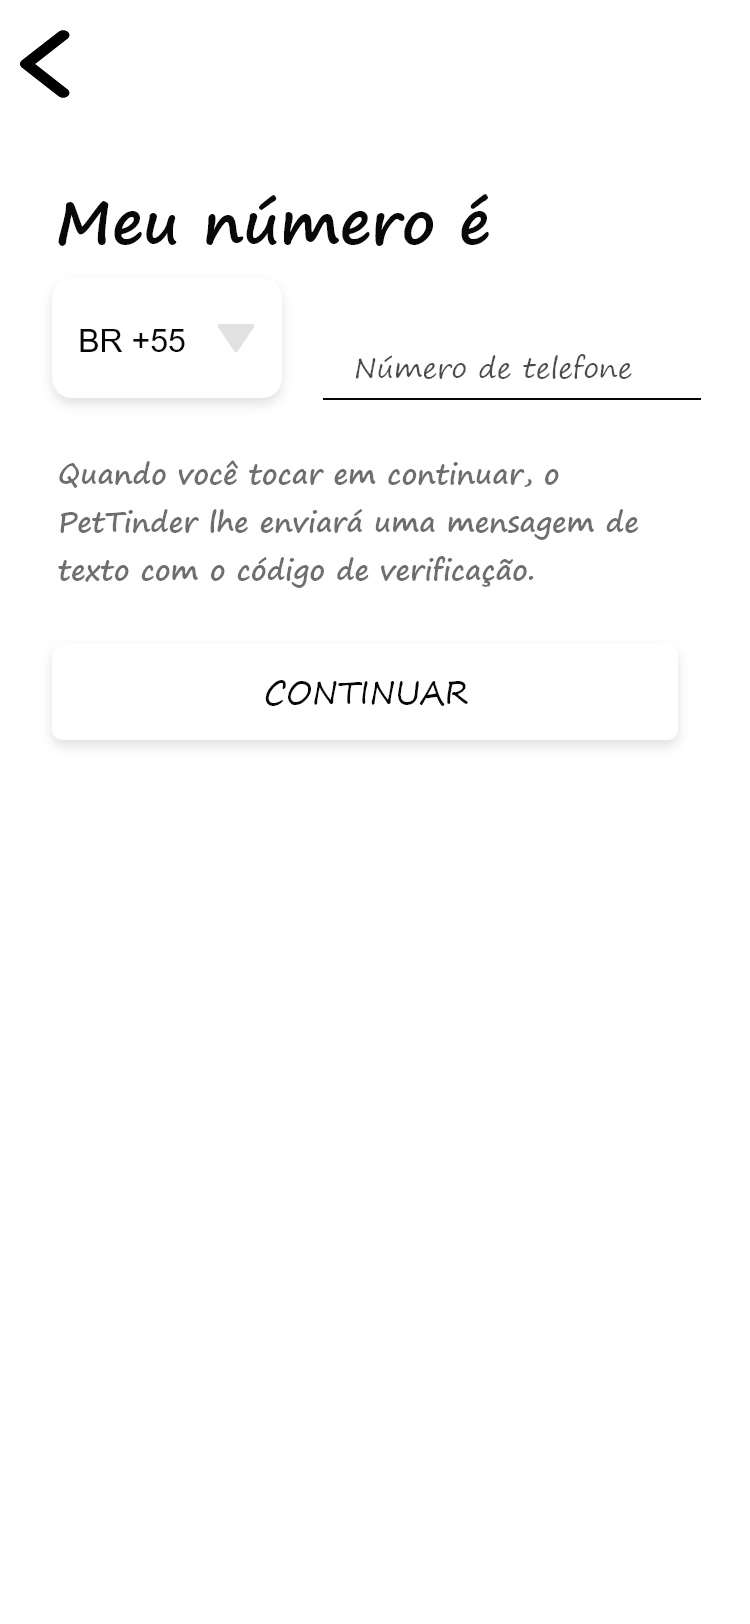 Meu número é
BR +55
Número de telefone
Quando você tocar em continuar, o
PetTinder lhe enviará uma mensagem de
texto com o código de verificação.
CONTINUAR